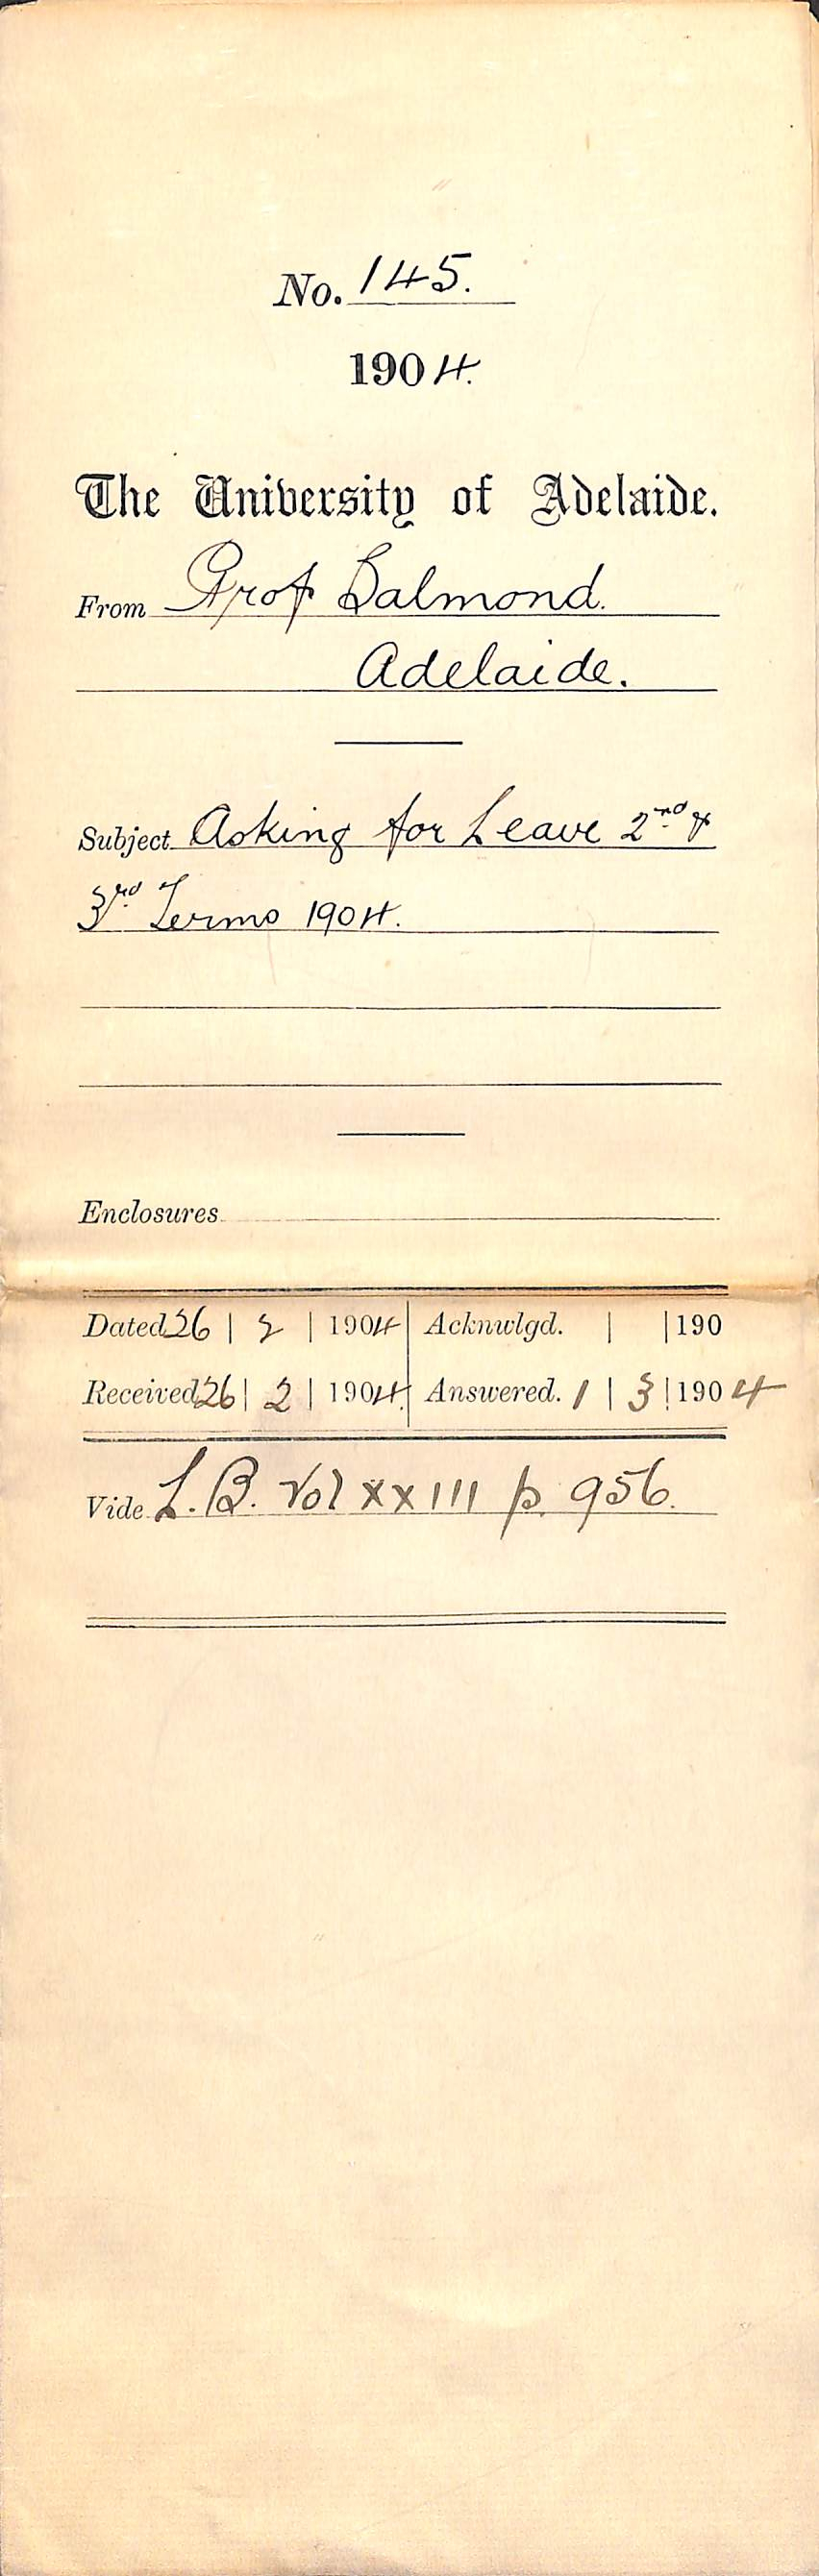 No. 145.
1904.
The University of Adelaide.
From Prof Salmond.
Adelaide.
Subject Asking for Leave 2nd &
3rd Terms 1904.
Enclosures
Dated 26 | 2 | 1904 Acknwlgd. | | 190
Received 26 | 2 | 1904 Answered. 1 | 3 | 1904
Vide L.B. Vol XXIII p. 956.